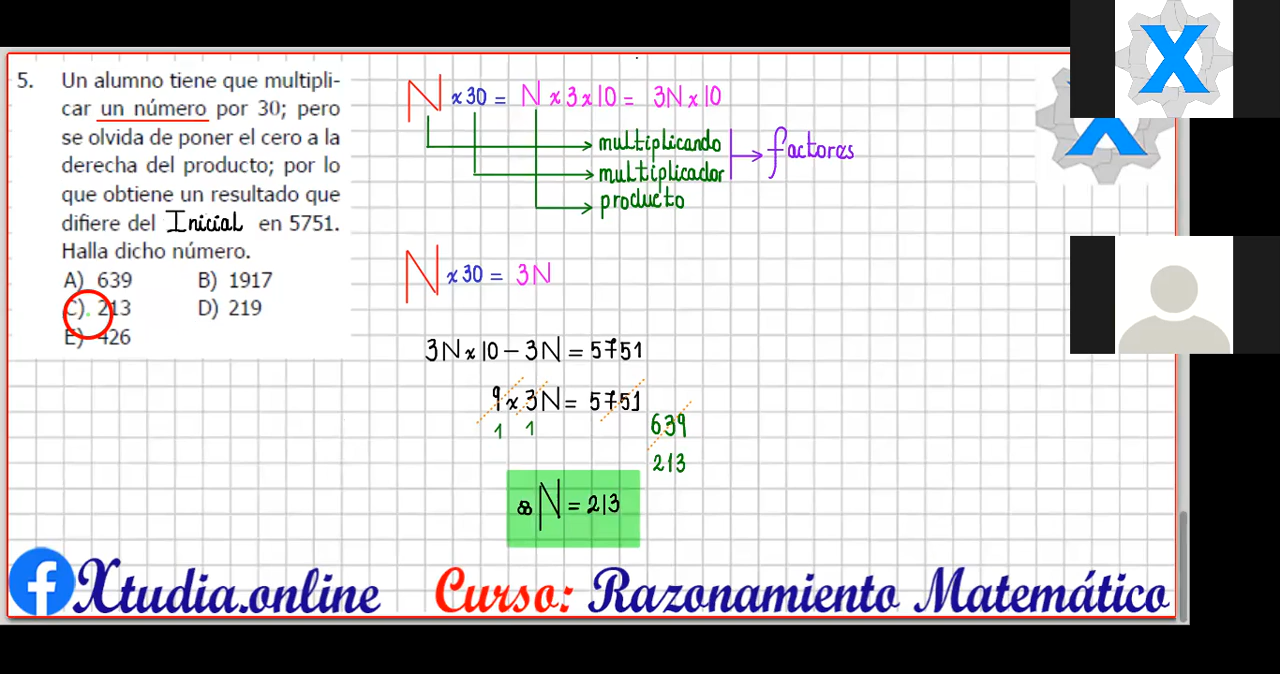 5. Un alumno tiene que multipli-
car un número por 30; pero
se olvida de poner el cero a la
derecha del producto; por lo
que obtiene un resultado que
difiere del Inicial en 5751.
Halla dicho número.
A) 639 B) 1917
C). 213 D) 219
E) 426
N x 30 = N x 3 x 10 = 3N x 10
multiplicando
multiplicador
producto
factores
N x 30 = 3N
3N x 10 - 3N = 5751
9 x 3N = 5751
1 1
639
213
N = 213
Xtudia.online Curso: Razonamiento Matemático
X